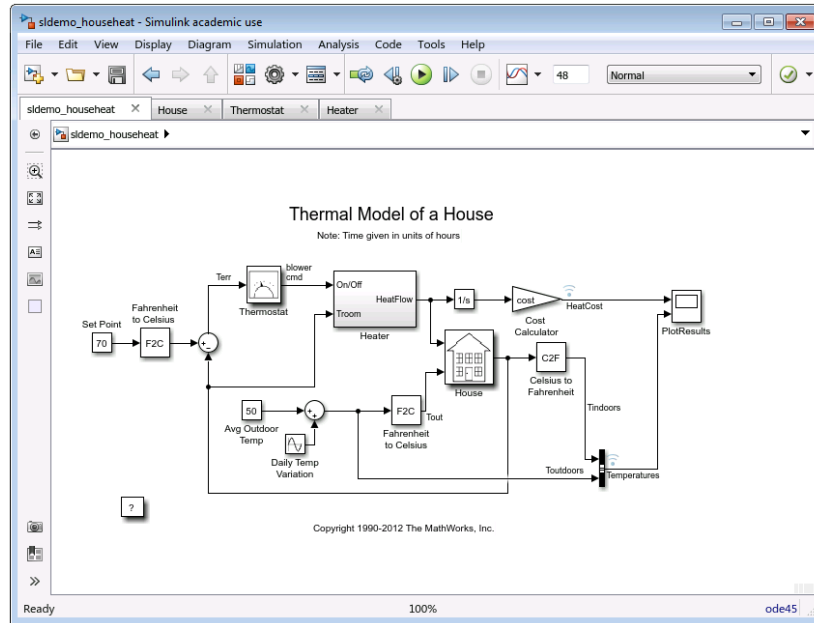 sldemo_househeat - Simulink academic use
File Edit View Display Diagram Simulation Analysis Code Tools Help
48 Normal
sldemo_househeat House Thermostat Heater
sldemo_househeat
Thermal Model of a House
Note: Time given in units of hours
Set Point
70
Fahrenheit
to Celsius
F2C
+
-
Terr
Thermostat
blower
cmd
On/Off
Troom
HeatFlow
Heater
1/s
cost
Cost
Calculator
HeatCost
PlotResults
House
C2F
Celsius to
Fahrenheit
Tindoors
50
Avg Outdoor
Temp
+
+
Daily Temp
Variation
F2C
Fahrenheit
to Celsius
Tout
Toutdoors
Temperatures
?
Copyright 1990-2012 The MathWorks, Inc.
Ready 100% ode45